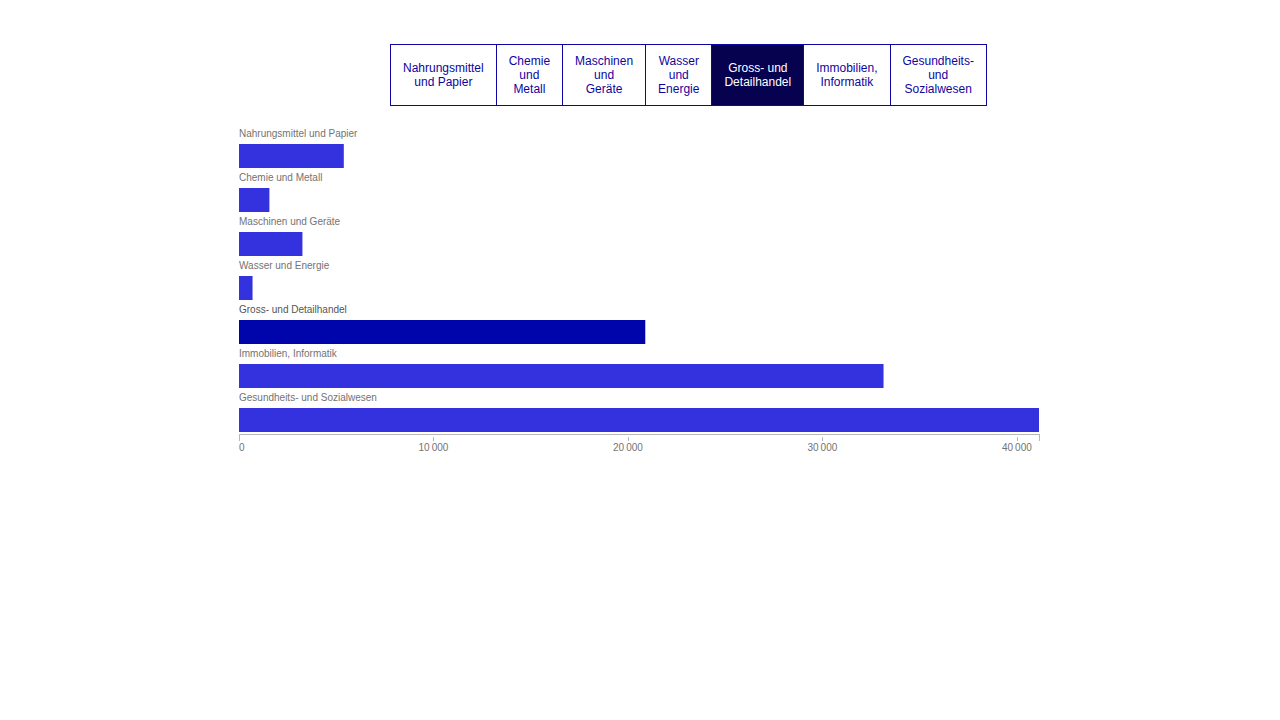 Nahrungsmittel
und Papier
Chemie
und
Metall
Maschinen
und
Geräte
Wasser
und
Energie
Gross- und
Detailhandel
Immobilien,
Informatik
Gesundheits-
und
Sozialwesen
Nahrungsmittel und Papier
Chemie und Metall
Maschinen und Geräte
Wasser und Energie
Gross- und Detailhandel
Immobilien, Informatik
Gesundheits- und Sozialwesen
0 10 000 20 000 30 000 40 000